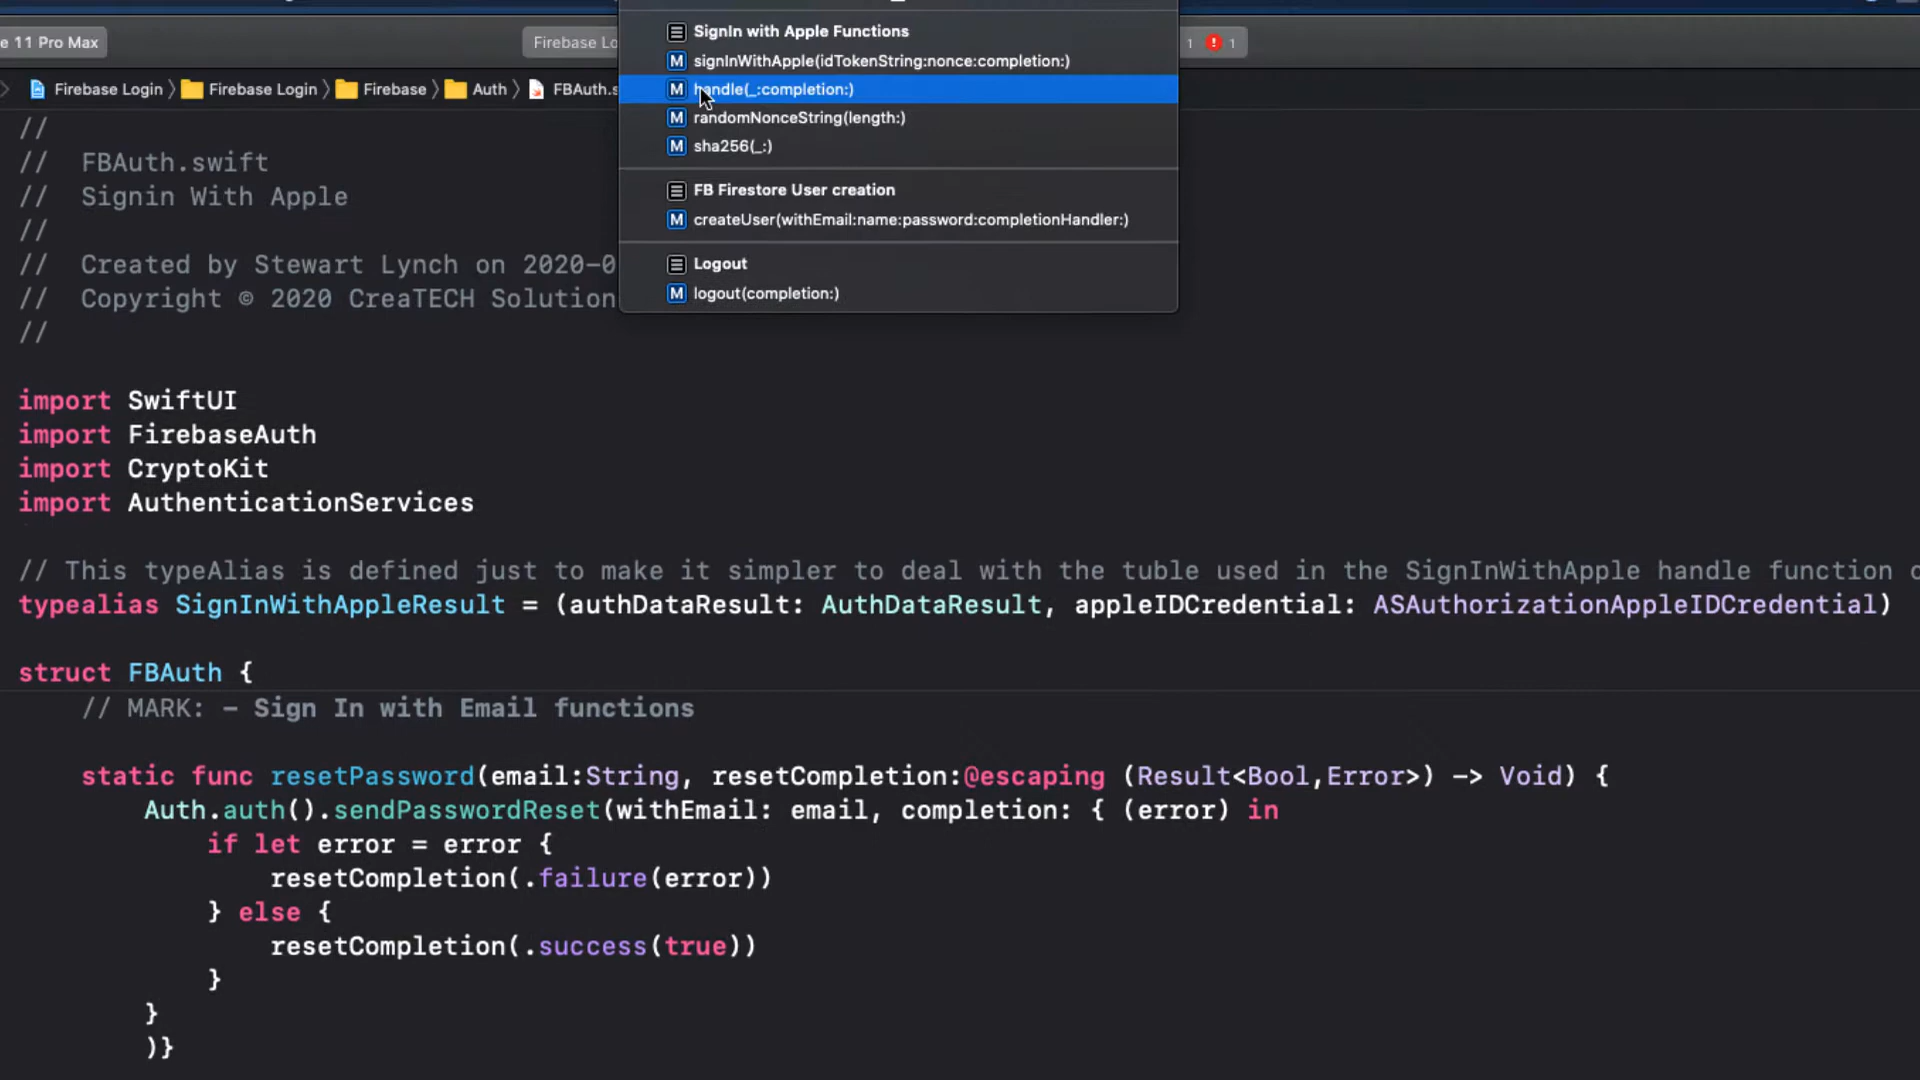 e 11 Pro Max
Firebase Lo
1
1
Firebase Login
Firebase Login
Firebase
Auth
FBAuth.s
SignIn with Apple Functions
M signInWithApple(idTokenString:nonce:completion:)
M handle(_:completion:)
M randomNonceString(length:)
M sha256(_:)
FB Firestore User creation
M createUser(withEmail:name:password:completionHandler:)
Logout
M logout(completion:)
//
// FBAuth.swift
// Signin With Apple
//
// Created by Stewart Lynch on 2020-0
// Copyright © 2020 CreaTECH Solution
//
import SwiftUI
import FirebaseAuth
import CryptoKit
import AuthenticationServices
// This typeAlias is defined just to make it simpler to deal with the tuble used in the SignInWithApple handle function
typealias SignInWithAppleResult = (authDataResult: AuthDataResult, appleIDCredential: ASAuthorizationAppleIDCredential)
struct FBAuth {
// MARK: - Sign In with Email functions
static func resetPassword(email:String, resetCompletion:@escaping (Result<Bool,Error>) -> Void) {
Auth.auth().sendPasswordReset(withEmail: email, completion: { (error) in
if let error = error {
resetCompletion(.failure(error))
} else {
resetCompletion(.success(true))
}
}
)}